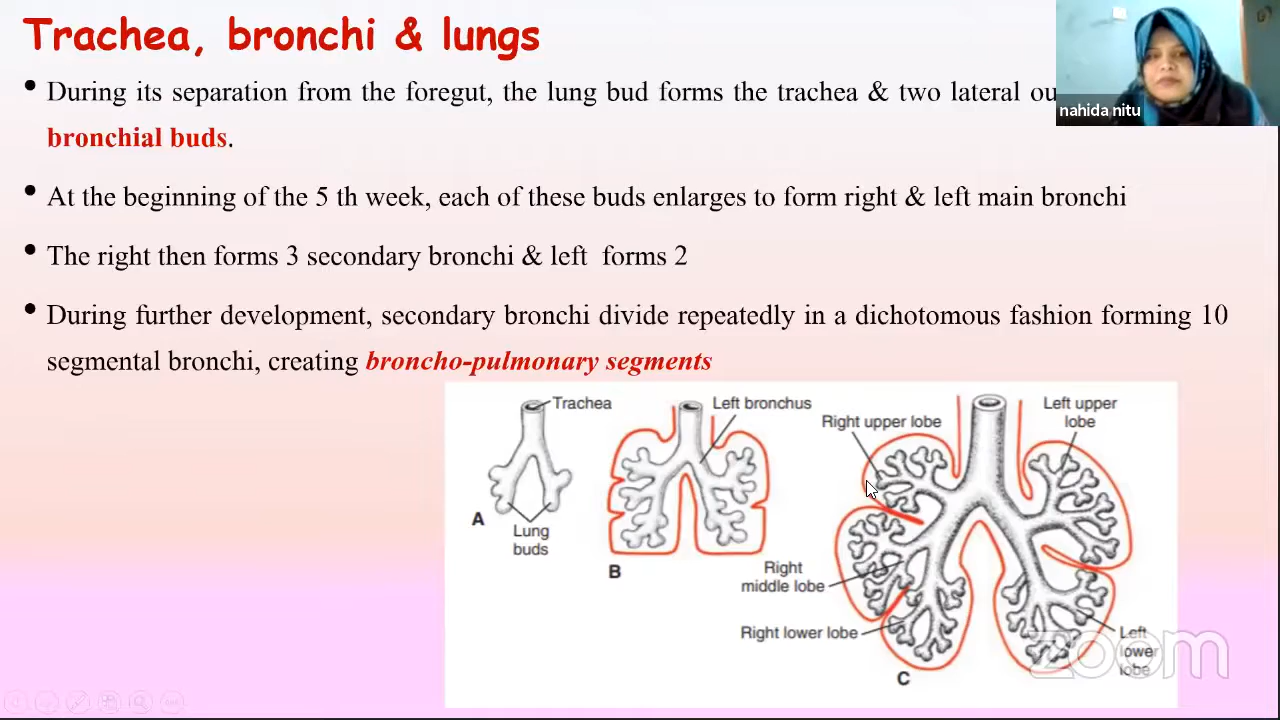 Trachea, bronchi & lungs
• During its separation from the foregut, the lung bud forms the trachea & two lateral
bronchial buds.
• At the beginning of the 5 th week, each of these buds enlarges to form right & left main bronchi
• The right then forms 3 secondary bronchi & left forms 2
• During further development, secondary bronchi divide repeatedly in a dichotomous fashion forming 10
segmental bronchi, creating broncho-pulmonary segments
nahida nitu
Trachea
Lung
buds
A
Left bronchus
B
Right upper lobe
Left upper
lobe
Right
middle lobe
Right lower lobe
Left
lower
lobe
C
zoom